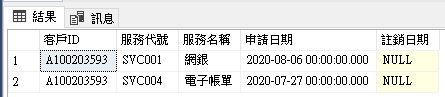 結果 訊息
客戶ID 服務代號 服務名稱 申請日期 註銷日期
1 A100203593 SVC001 網銀 2020-08-06 00:00:00.000 NULL
2 A100203593 SVC004 電子帳單 2020-07-27 00:00:00.000 NULL